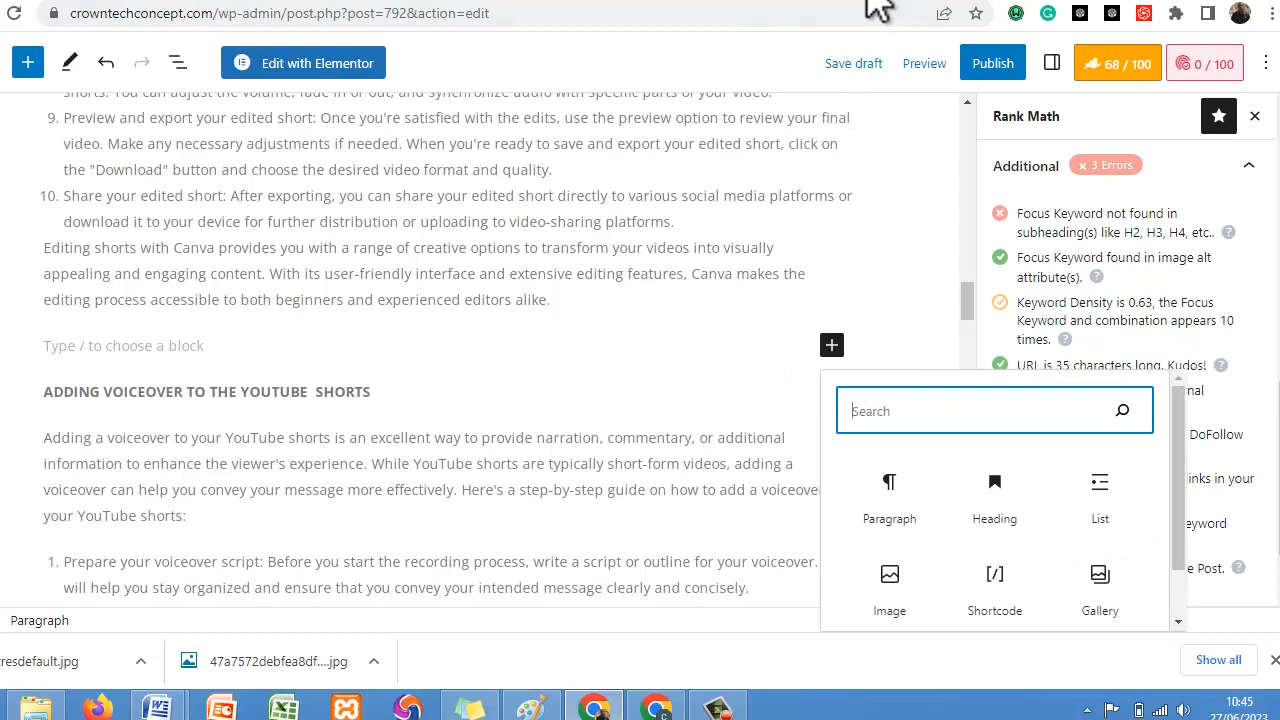 crowntechconcept.com/wp-admin/post.php?post=792&action=edit
Edit with Elementor
Save draft
Preview
Publish
68 / 100
0 / 100
shorts. You can adjust the volume, fade in or out, and synchronize audio with specific parts of your video.
9. Preview and export your edited short: Once you're satisfied with the edits, use the preview option to review your final
video. Make any necessary adjustments if needed. When you're ready to save and export your edited short, click on
the "Download" button and choose the desired video format and quality.
10. Share your edited short: After exporting, you can share your edited short directly to various social media platforms or
download it to your device for further distribution or uploading to video-sharing platforms.
Editing shorts with Canva provides you with a range of creative options to transform your videos into visually
appealing and engaging content. With its user-friendly interface and extensive editing features, Canva makes the
editing process accessible to both beginners and experienced editors alike.
Type / to choose a block
ADDING VOICEOVER TO THE YOUTUBE SHORTS
Adding a voiceover to your YouTube shorts is an excellent way to provide narration, commentary, or additional
information to enhance the viewer's experience. While YouTube shorts are typically short-form videos, adding a
voiceover can help you convey your message more effectively. Here's a step-by-step guide on how to add a voiceove
your YouTube shorts:
1. Prepare your voiceover script: Before you start the recording process, write a script or outline for your voiceover.
will help you stay organized and ensure that you convey your intended message clearly and concisely.
Rank Math
Additional
3 Errors
Focus Keyword not found in
subheading(s) like H2, H3, H4, etc..
Focus Keyword found in image alt
attribute(s).
Keyword Density is 0.63, the Focus
Keyword and combination appears 10
times.
URL is 35 characters long. Kudos!
nal
DoFollow
inks in your
eyword
e Post.
Search
Paragraph
Heading
List
Image
Shortcode
Gallery
Paragraph
resdefault.jpg
47a7572debfea8df....jpg
Show all
10:45
27/06/2023